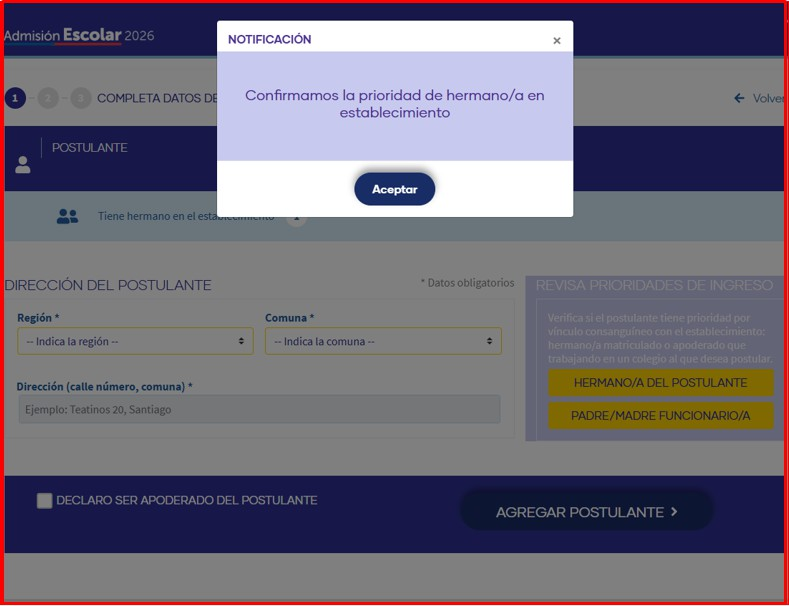 Admisión Escolar 2026
NOTIFICACIÓN ×
Confirmamos la prioridad de hermano/a en
establecimiento
Aceptar
1 2 3 COMPLETA DATOS DE
Volver
POSTULANTE
Tiene hermano en el establecimiento 1
DIRECCIÓN DEL POSTULANTE
* Datos obligatorios
Región *
Comuna *
-- Indica la región --
-- Indica la comuna --
Dirección (calle número, comuna) *
Ejemplo: Teatinos 20, Santiago
REVISA PRIORIDADES DE INGRESO
Verifica si el postulante tiene prioridad por
vínculo consanguíneo con el establecimiento:
hermano/a matriculado o apoderado que
trabajando en un colegio al que desea postular.
HERMANO/A DEL POSTULANTE
PADRE/MADRE FUNCIONARIO/A
DECLARO SER APODERADO DEL POSTULANTE
AGREGAR POSTULANTE >